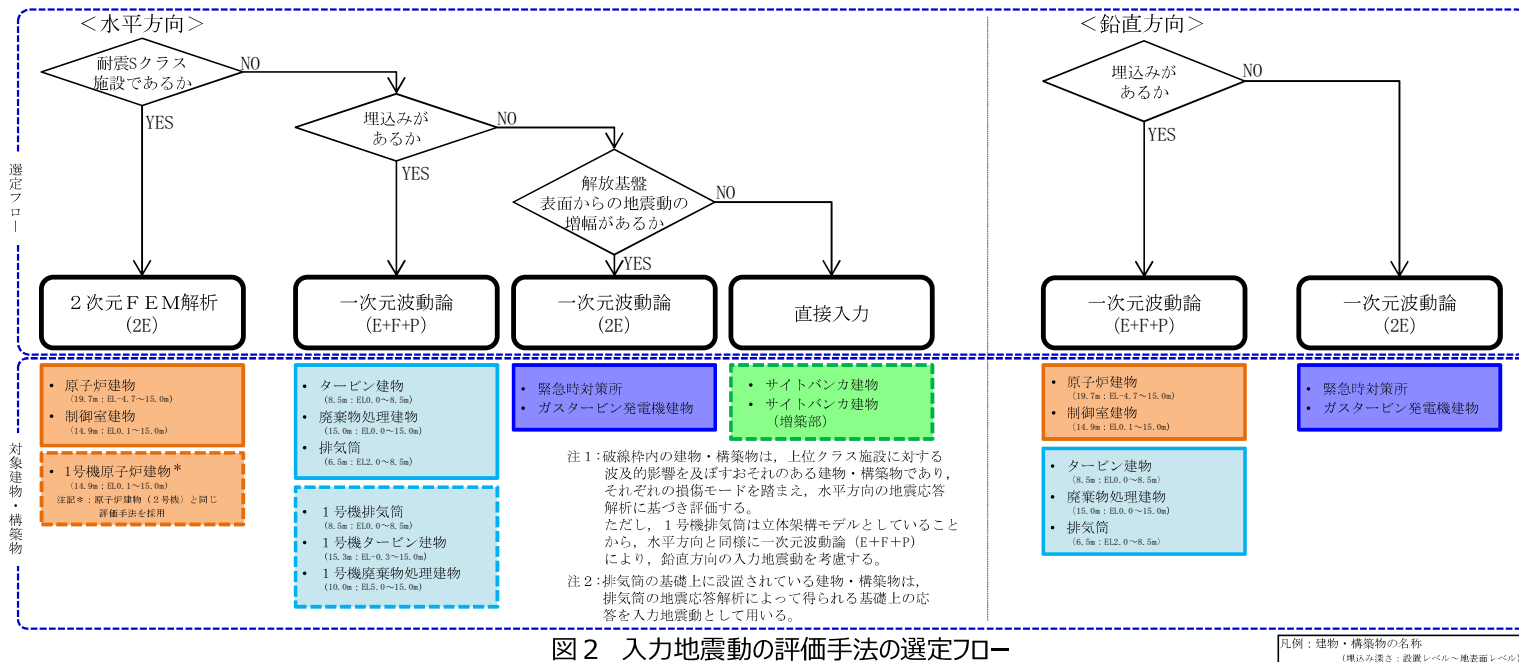 ＜水平方向＞
耐震Sクラス
施設であるか
NO
YES
埋込みが
あるか
NO
YES
解放基盤
表面からの地震動の
増幅があるか
NO
YES
２次元ＦＥＭ解析
(2E)
一次元波動論
(E+F+P)
一次元波動論
(2E)
直接入力
＜鉛直方向＞
埋込みが
あるか
NO
YES
一次元波動論
(E+F+P)
一次元波動論
(2E)
選定フロー
対象建物・構築物
• 原子炉建物
(19.7m：EL-4.7～15.0m)
• 制御室建物
(14.9m：EL0.1～15.0m)
• 1号機原子炉建物＊
(14.9m：EL0.1～15.0m)
注記＊：原子炉建物（２号機）と同じ
評価手法を採用
• タービン建物
(8.5m：EL0.0～8.5m)
• 廃棄物処理建物
(15.0m：EL0.0～15.0m)
• 排気筒
(6.5m：EL2.0～8.5m)
• １号機排気筒
(8.5m：EL0.0～8.5m)
• １号機タービン建物
(15.3m：EL-0.3～15.0m)
• １号機廃棄物処理建物
(10.0m：EL5.0～15.0m)
• 緊急時対策所
• ガスタービン発電機建物
• サイトバンカ建物
• サイトバンカ建物
(増築部)
• 原子炉建物
(19.7m：EL-4.7～15.0m)
• 制御室建物
(14.9m：EL0.1～15.0m)
• タービン建物
(8.5m：EL0.0～8.5m)
• 廃棄物処理建物
(15.0m：EL0.0～15.0m)
• 排気筒
(6.5m：EL2.0～8.5m)
• 緊急時対策所
• ガスタービン発電機建物
注１：破線枠内の建物・構築物は，上位クラス施設に対する
波及的影響を及ぼすおそれのある建物・構築物であり，
それぞれの損傷モードを踏まえ，水平方向の地震応答
解析に基づき評価する。
ただし，１号機排気筒は立体架構モデルとしていること
から，水平方向と同様に一次元波動論（E+F+P）
により，鉛直方向の入力地震動を考慮する。
注２：排気筒の基礎上に設置されている建物・構築物は，
排気筒の地震応答解析によって得られる基礎上の応
答を入力地震動として用いる。
図２　入力地震動の評価手法の選定フロー
凡例：建物・構築物の名称
(埋込み深さ：設置レベル～地表面レベル)